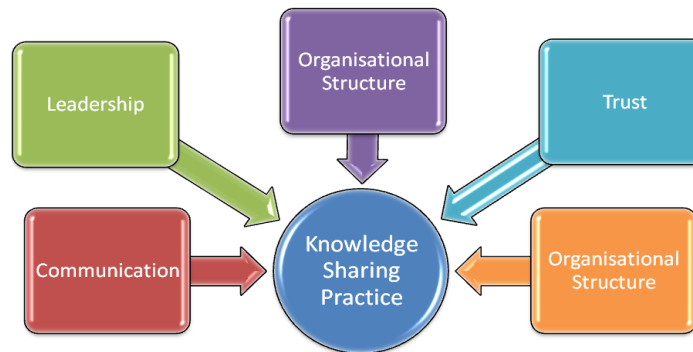 Organisational
Structure
Leadership
Trust
Communication
Knowledge
Sharing
Practice
Organisational
Structure